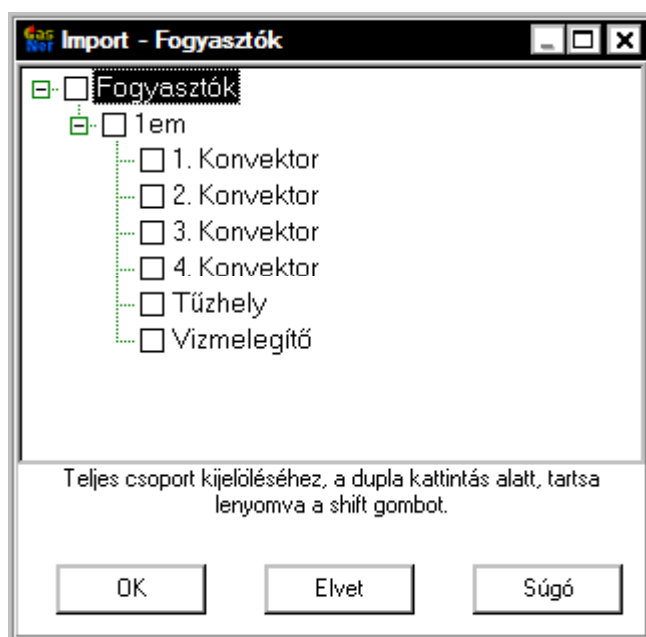 Gas
Nor
Import - Fogyasztók
Fogyasztók
1em
1. Konvektor
2. Konvektor
3. Konvektor
4. Konvektor
Tűzhely
Vizmelegítő
Teljes csoport kijelöléséhez, a dupla kattintás alatt, tartsa
lenyomva a shift gombot.
OK
Elvet
Súgó